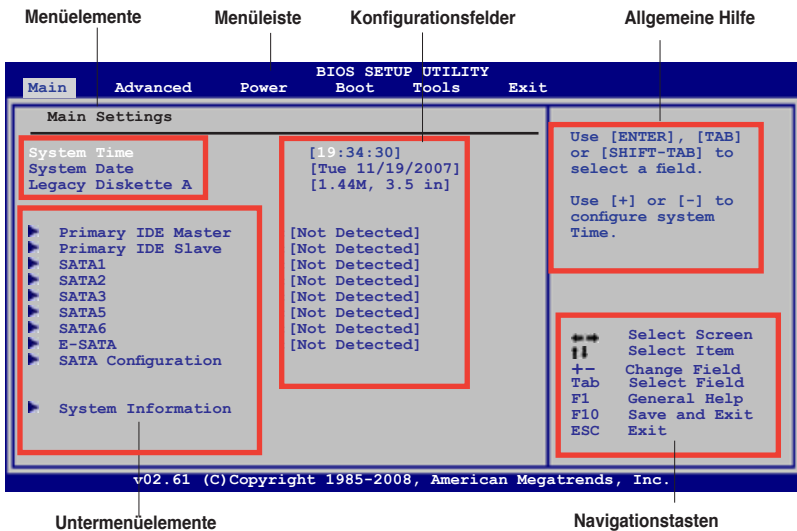 Menüelemente Menüleiste Konfigurationsfelder Allgemeine Hilfe
BIOS SETUP UTILITY
Main Advanced Power Boot Tools Exit
Main Settings
System Time [19:34:30]
System Date [Tue 11/19/2007]
Legacy Diskette A [1.44M, 3.5 in]
Primary IDE Master [Not Detected]
Primary IDE Slave [Not Detected]
SATA1 [Not Detected]
SATA2 [Not Detected]
SATA3 [Not Detected]
SATA5 [Not Detected]
SATA6 [Not Detected]
E-SATA [Not Detected]
SATA Configuration
System Information
Use [ENTER], [TAB]
or [SHIFT-TAB] to
select a field.
Use [+] or [-] to
configure system
Time.
←→ Select Screen
↑↓ Select Item
+- Change Field
Tab Select Field
F1 General Help
F10 Save and Exit
ESC Exit
v02.61 (C)Copyright 1985-2008, American Megatrends, Inc.
Untermenüelemente Navigationstasten